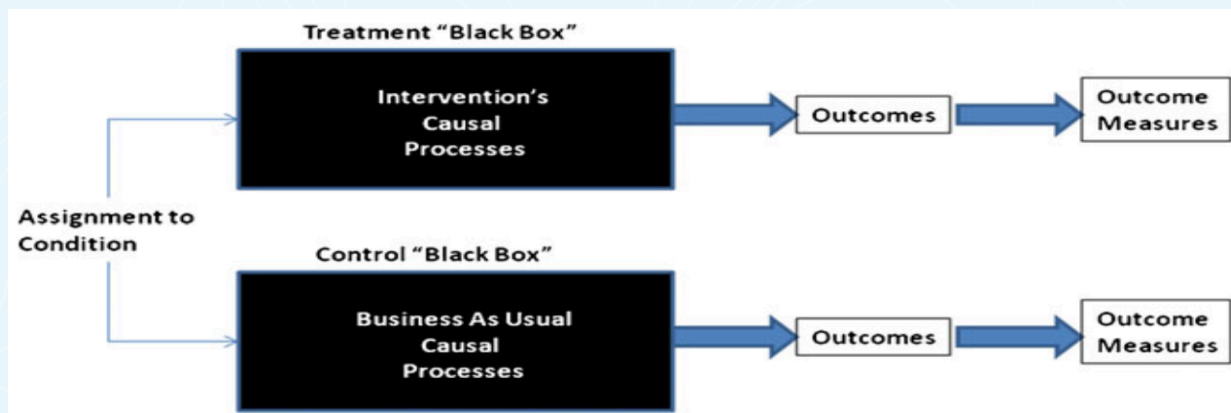 Treatment “Black Box”
Intervention’s
Causal
Processes
Outcomes
Outcome
Measures
Assignment to
Condition
Control “Black Box”
Business As Usual
Causal
Processes
Outcomes
Outcome
Measures